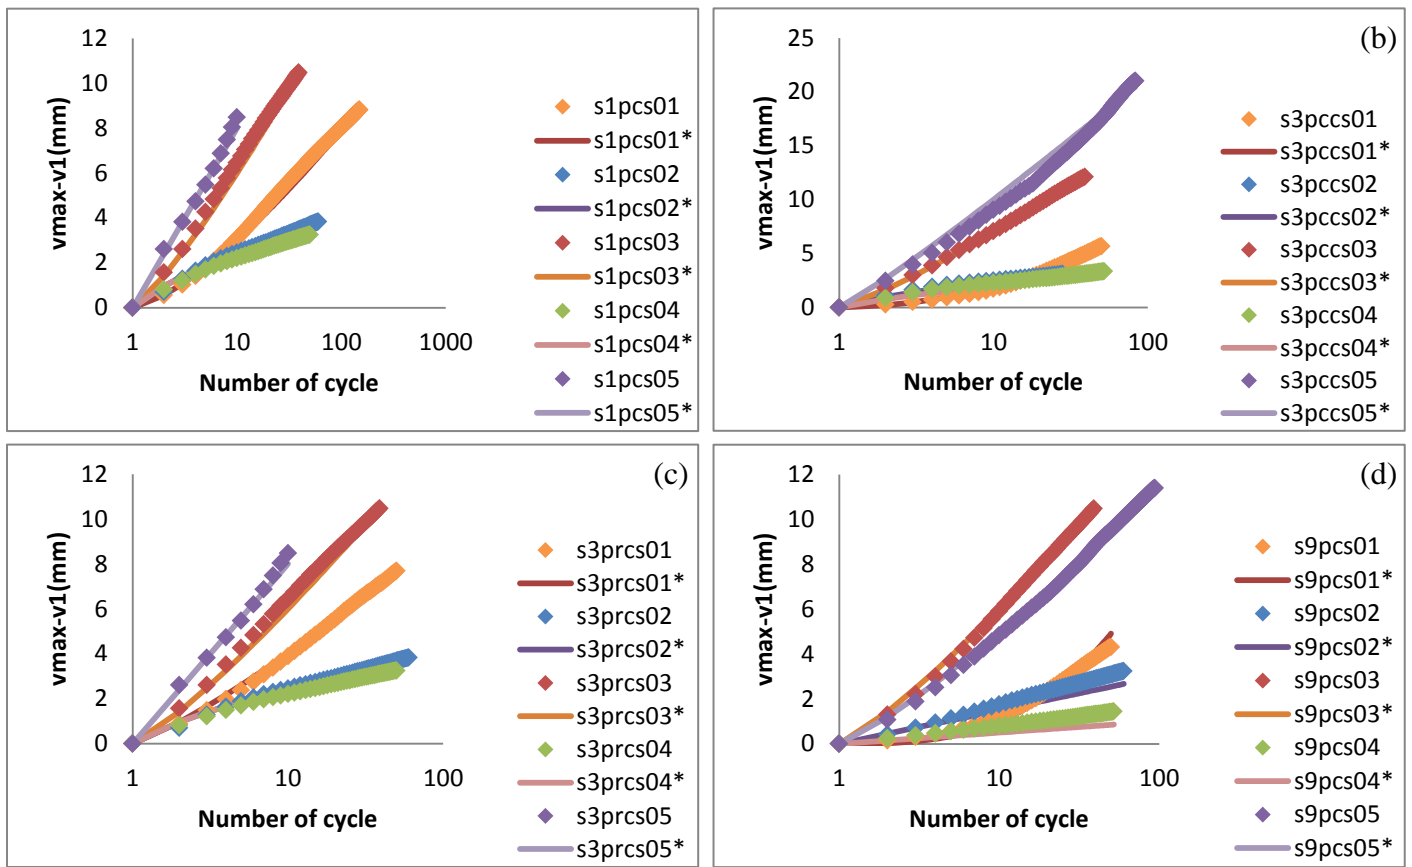 12
10
8
6
4
2
0
vmax-v1(mm)
1
10
100
1000
Number of cycle
s1pcs01
s1pcs01*
s1pcs02
s1pcs02*
s1pcs03
s1pcs03*
s1pcs04
s1pcs04*
s1pcs05
s1pcs05*
(b)
25
20
15
10
5
0
vmax-v1(mm)
1
10
100
Number of cycle
s3pccs01
s3pccs01*
s3pccs02
s3pccs02*
s3pccs03
s3pccs03*
s3pccs04
s3pccs04*
s3pccs05
s3pccs05*
(c)
12
10
8
6
4
2
0
vmax-v1(mm)
1
10
100
Number of cycle
s3prcs01
s3prcs01*
s3prcs02
s3prcs02*
s3prcs03
s3prcs03*
s3prcs04
s3prcs04*
s3prcs05
s3prcs05*
(d)
12
10
8
6
4
2
0
vmax-v1(mm)
1
10
100
Number of cycle
s9pcs01
s9pcs01*
s9pcs02
s9pcs02*
s9pcs03
s9pcs03*
s9pcs04
s9pcs04*
s9pcs05
s9pcs05*